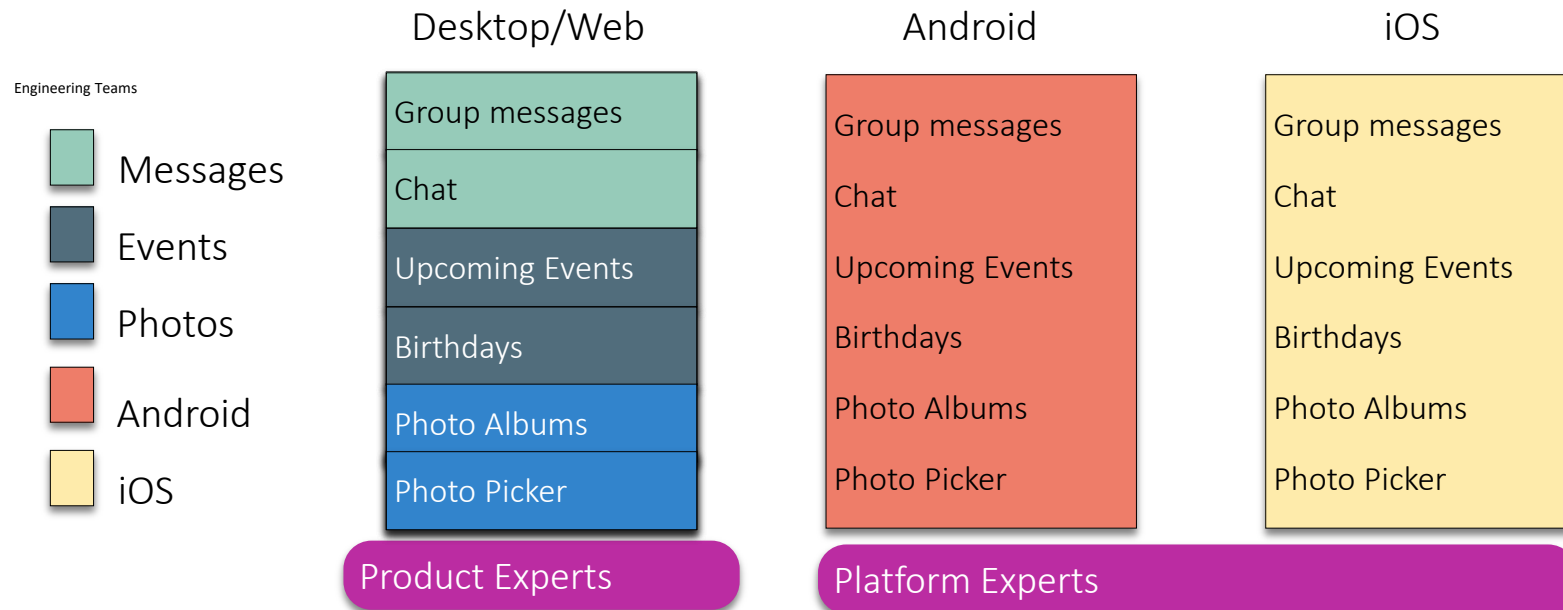 Desktop/Web
Android
iOS
Engineering Teams
Messages
Events
Photos
Android
iOS
Group messages
Chat
Upcoming Events
Birthdays
Photo Albums
Photo Picker
Group messages
Chat
Upcoming Events
Birthdays
Photo Albums
Photo Picker
Group messages
Chat
Upcoming Events
Birthdays
Photo Albums
Photo Picker
Product Experts
Platform Experts